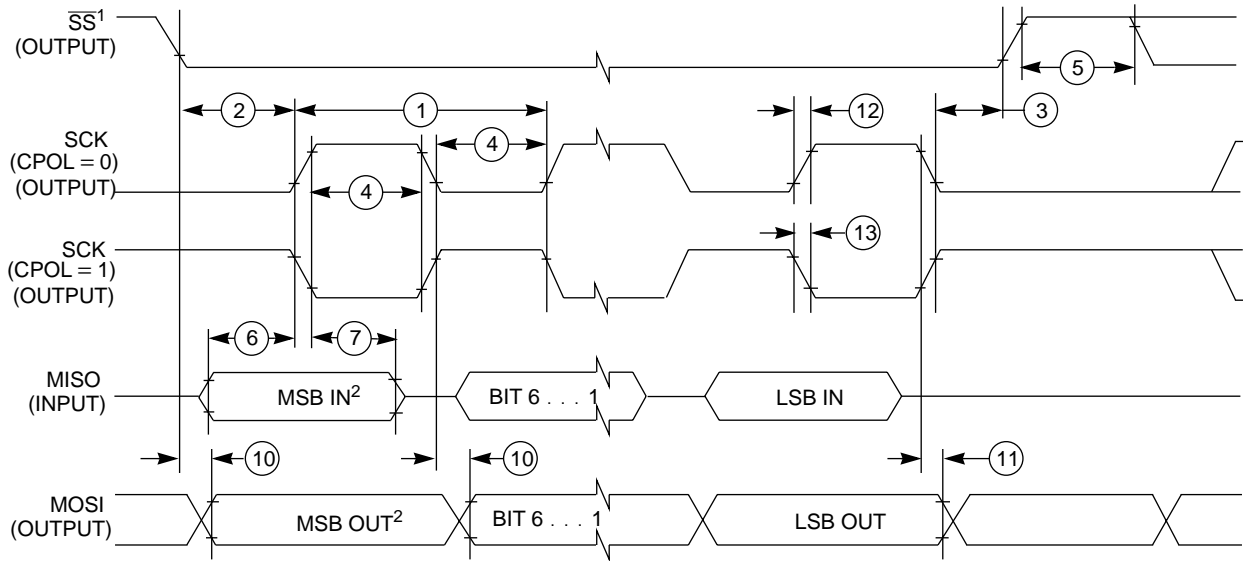 SS¹
(OUTPUT)
5
2
1
12
3
SCK
(CPOL = 0)
(OUTPUT)
4
4
SCK
(CPOL = 1)
(OUTPUT)
13
6
7
MISO
(INPUT)
MSB IN²
BIT 6 . . . 1
LSB IN
10
10
11
MOSI
(OUTPUT)
MSB OUT²
BIT 6 . . . 1
LSB OUT